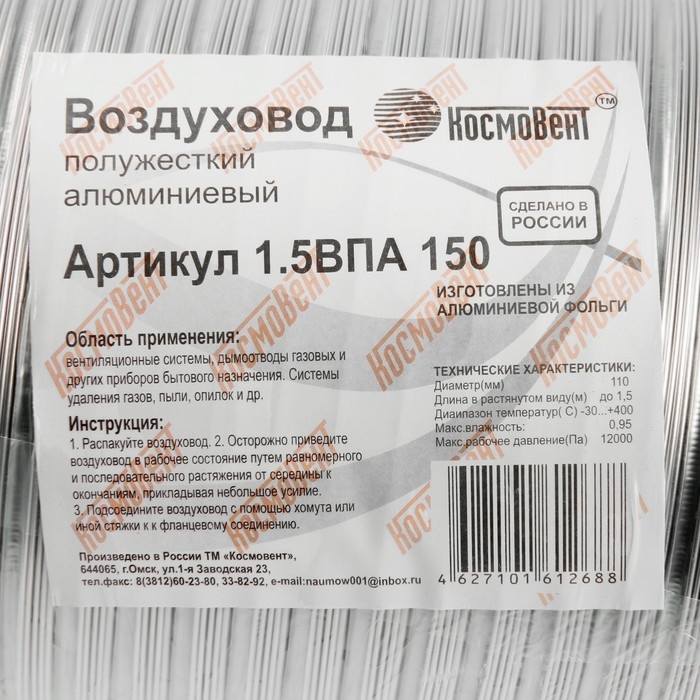 Воздуховод
КосмоВент™
полужесткий
алюминиевый
СДЕЛАНО В
РОССИИ
Артикул 1.5ВПА 150
ИЗГОТОВЛЕНЫ ИЗ
АЛЮМИНИЕВОЙ ФОЛЬГИ
Область применения:
вентиляционные системы, дымоотводы газовых и
других приборов бытового назначения. Системы
удаления газов, пыли, опилок и др.
Инструкция:
1. Распакуйте воздуховод. 2. Осторожно приведите
воздуховод в рабочее состояние путем равномерного
и последовательного растяжения от середины к
окончаниям, прикладывая небольшое усилие.
3. Подсоедините воздуховод с помощью хомута или
иной стяжки к к фланцевому соединению.
ТЕХНИЧЕСКИЕ ХАРАКТЕРИСТИКИ:
Диаметр(мм) 110
Длина в растянутом виду(м) до 1,5
Диаипазон температур( С) -30...+400
Макс.влажность: 0,95
Макс.рабочее давление(Па) 12000
Произведено в России ТМ «Космовент»,
644065, г.Омск, ул.1-я Заводская 23,
тел.факс: 8(3812)60-23-80, 33-82-92, e-mail:naumow001@inbox.ru
4 627101 612688